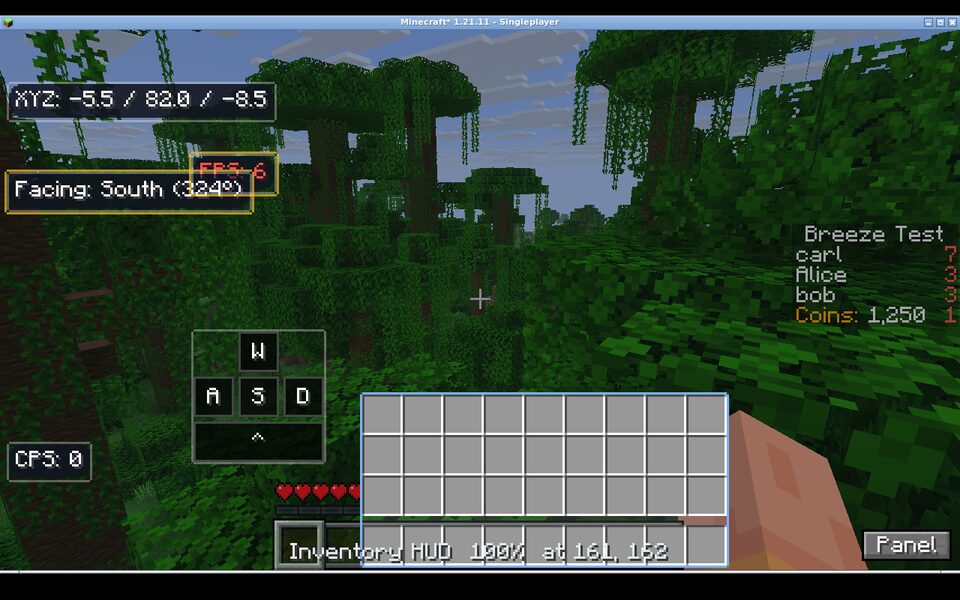 Minecraft* 1.21.11 - Singleplayer
XYZ: -5.5 / 82.0 / -8.5
FPS: 6
Facing: South (324°)
Breeze Test
carl 7
Alice 3
bob 3
Coins: 1,250 1
W
A S D
^
CPS: 0
Inventory HUD 100% at 161, 162
Panel